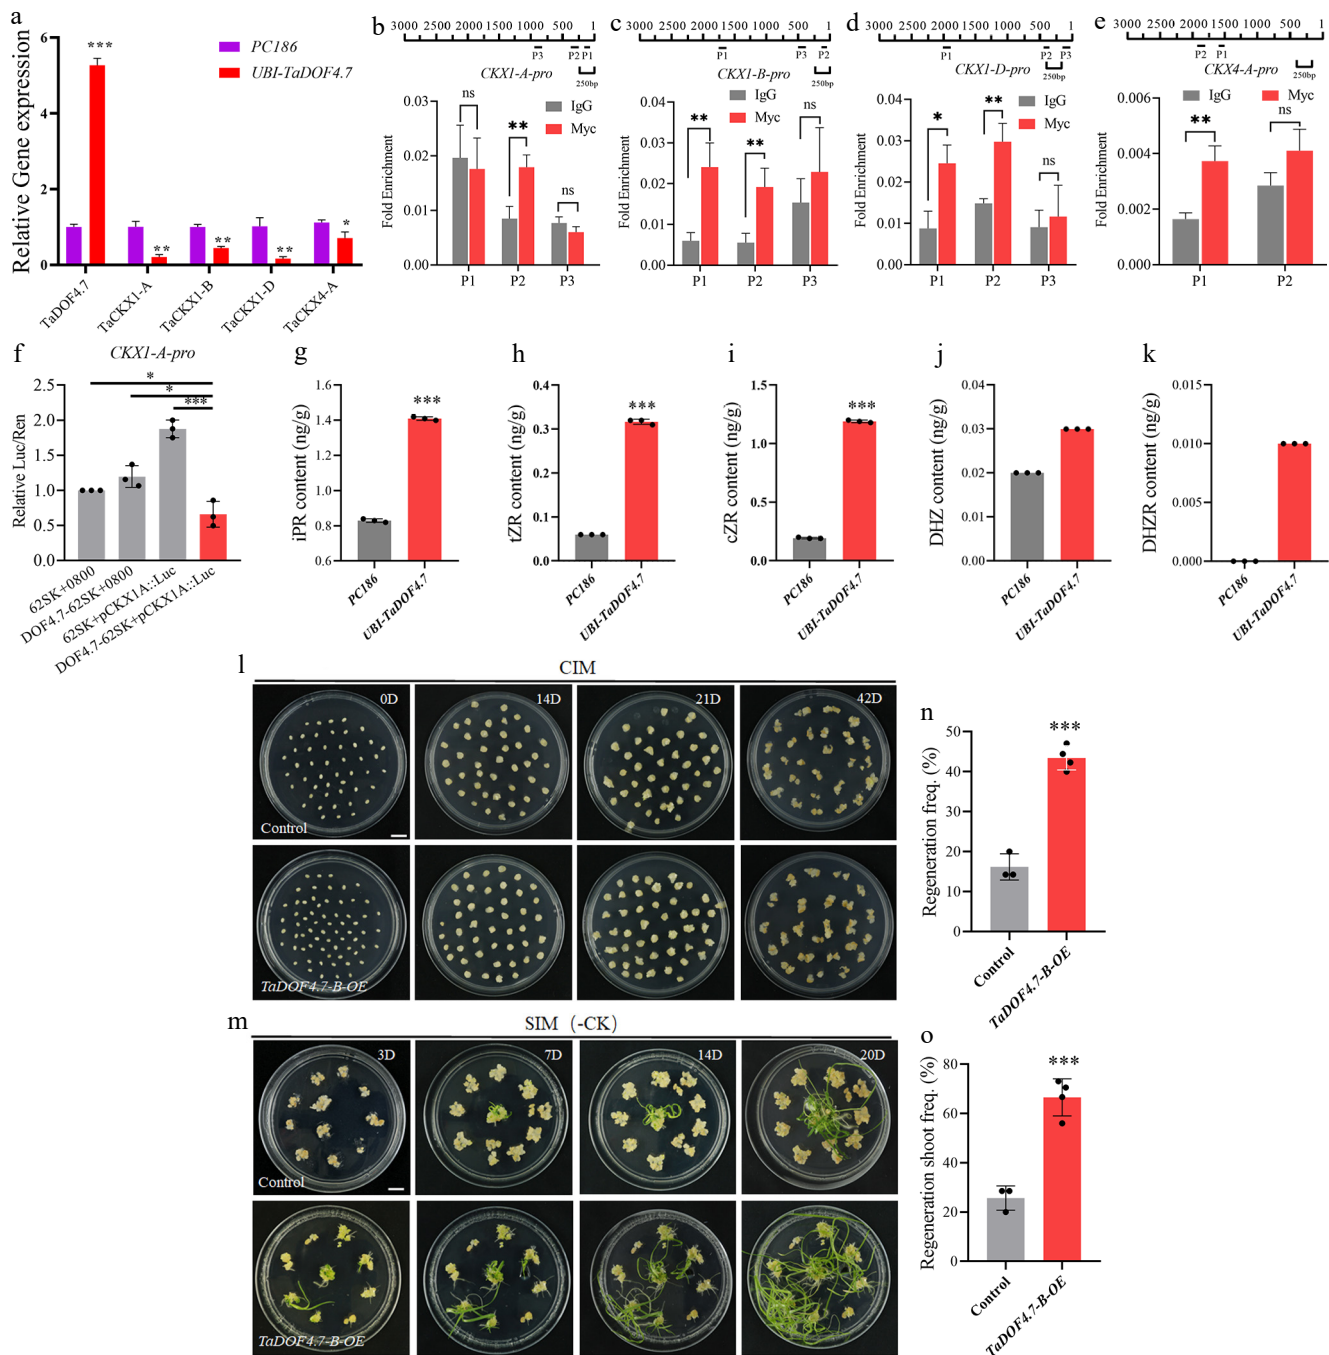 a
Relative Gene expression
6
4
2
0
PC186
UBI-TaDOF4.7
***
**
**
**
*
TaDOF4.7
TaCKX1-A
TaCKX1-B
TaCKX1-D
TaCKX4-A
b
3000 2500 2000 1500 1000 500 1
P3 P2 P1
CKX1-A-pro
250bp
Fold Enrichment
0.03
0.02
0.01
0.00
IgG
Myc
ns
**
ns
P1 P2 P3
c
3000 2500 2000 1500 1000 500 1
P1 P3 P2
CKX1-B-pro
250bp
Fold Enrichment
0.04
0.03
0.02
0.01
0.00
IgG
Myc
**
**
ns
P1 P2 P3
d
3000 2500 2000 1500 1000 500 1
P1 P2 P3
CKX1-D-pro
250bp
Fold Enrichment
0.04
0.03
0.02
0.01
0.00
IgG
Myc
*
**
ns
P1 P2 P3
e
3000 2500 2000 1500 1000 500 1
P2 P1
CKX4-A-pro
250bp
Fold Enrichment
0.006
0.004
0.002
0.000
IgG
Myc
**
ns
P1 P2
f
CKX1-A-pro
Relative Luc/Ren
2.5
2.0
1.5
1.0
0.5
0.0
*
*
***
62SK+0800
DOF4.7-62SK+0800
62SK+pCKX1A::Luc
DOF4.7-62SK+pCKX1A::Luc
g
iPR content (ng/g)
1.6
1.4
1.2
1.0
0.8
0.6
***
PC186
UBI-TaDOF4.7
h
tZR content (ng/g)
0.4
0.3
0.2
0.1
0.0
***
PC186
UBI-TaDOF4.7
i
cZR content (ng/g)
1.5
1.0
0.5
0.0
***
PC186
UBI-TaDOF4.7
j
DHZ content (ng/g)
0.04
0.03
0.02
0.01
0.00
PC186
UBI-TaDOF4.7
k
DHZR content (ng/g)
0.015
0.010
0.005
0.000
PC186
UBI-TaDOF4.7
l
CIM
0D
14D
21D
42D
Control
TaDOF4.7-B-OE
m
SIM (-CK)
3D
7D
14D
20D
Control
TaDOF4.7-B-OE
n
Regeneration freq. (%)
50
40
30
20
10
0
***
Control
TaDOF4.7-B-OE
o
Regeneration shoot freq. (%)
80
60
40
20
0
***
Control
TaDOF4.7-B-OE